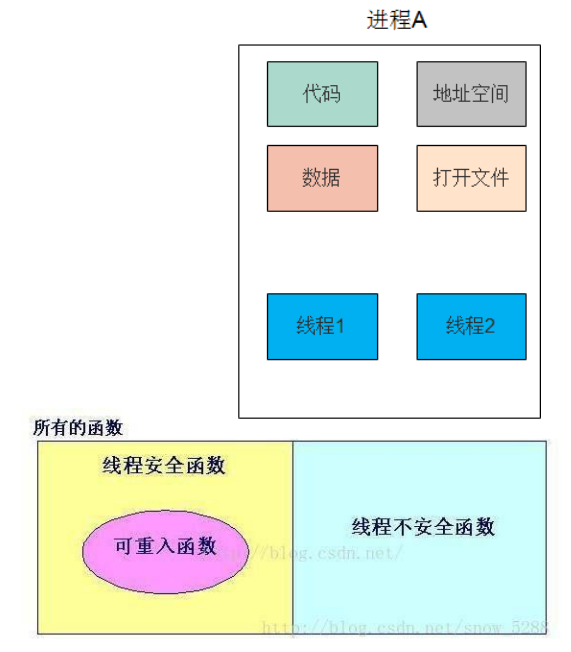 进程A
代码
地址空间
数据
打开文件
线程1
线程2
所有的函数
线程安全函数
线程不安全函数
可重入函数
http://blog.csdn.net/
http://blog.csdn.net/snow_5288